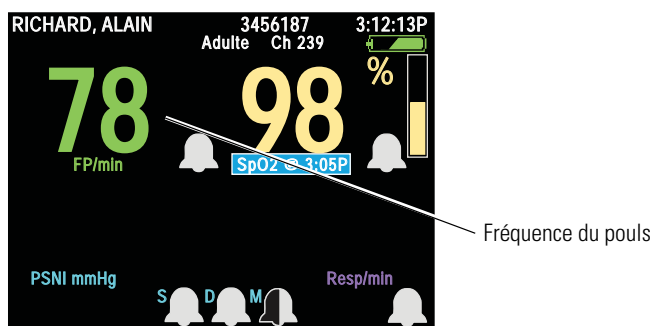 RICHARD, ALAIN 3456187 3:12:13P
Adulte Ch 239
78 98 %
FP/min
SpO2 @ 3:05P
Fréquence du pouls
PSNI mmHg Resp/min
S D M